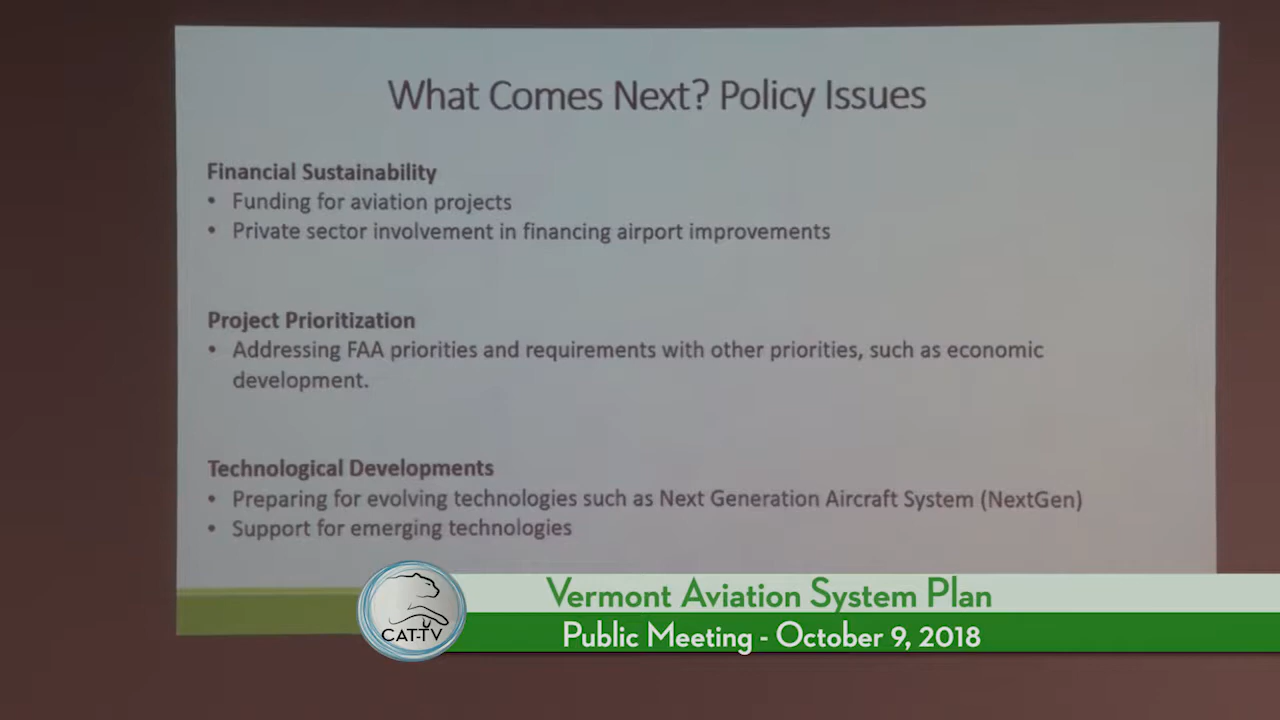 What Comes Next? Policy Issues
Financial Sustainability
• Funding for aviation projects
• Private sector involvement in financing airport improvements
Project Prioritization
• Addressing FAA priorities and requirements with other priorities, such as economic
development.
Technological Developments
• Preparing for evolving technologies such as Next Generation Aircraft System (NextGen)
• Support for emerging technologies
CAT-TV
Vermont Aviation System Plan
Public Meeting - October 9, 2018